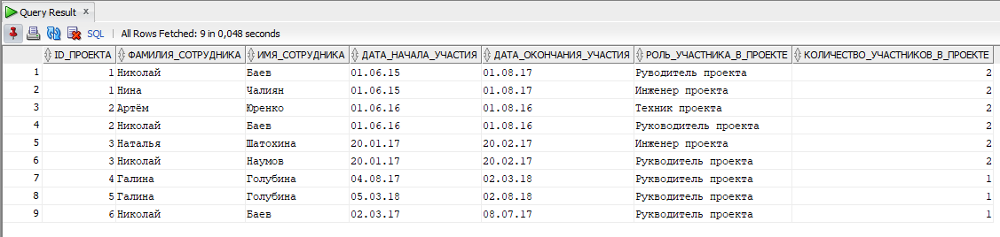 Query Result x
SQL | All Rows Fetched: 9 in 0,048 seconds
ID_ПРОЕКТА ФАМИЛИЯ_СОТРУДНИКА ИМЯ_СОТРУДНИКА ДАТА_НАЧАЛА_УЧАСТИЯ ДАТА_ОКОНЧАНИЯ_УЧАСТИЯ РОЛЬ_УЧАСТНИКА_В_ПРОЕКТЕ КОЛИЧЕСТВО_УЧАСТНИКОВ_В_ПРОЕКТЕ
1 1 Николай Баев 01.06.15 01.08.17 Руводитель проекта 2
2 1 Нина Чалиян 01.06.15 01.08.17 Инженер проекта 2
3 2 Артём Юренко 01.06.16 01.08.16 Техник проекта 2
4 2 Николай Баев 01.06.16 01.08.16 Руководитель проекта 2
5 3 Наталья Шатохина 20.01.17 20.02.17 Инженер проекта 2
6 3 Николай Наумов 20.01.17 20.02.17 Рукводитель проекта 2
7 4 Галина Голубина 04.08.17 02.03.18 Рукводитель проекта 1
8 5 Галина Голубина 05.03.18 02.08.18 Рукводитель проекта 1
9 6 Николай Баев 02.03.17 08.07.17 Рукводитель проекта 1